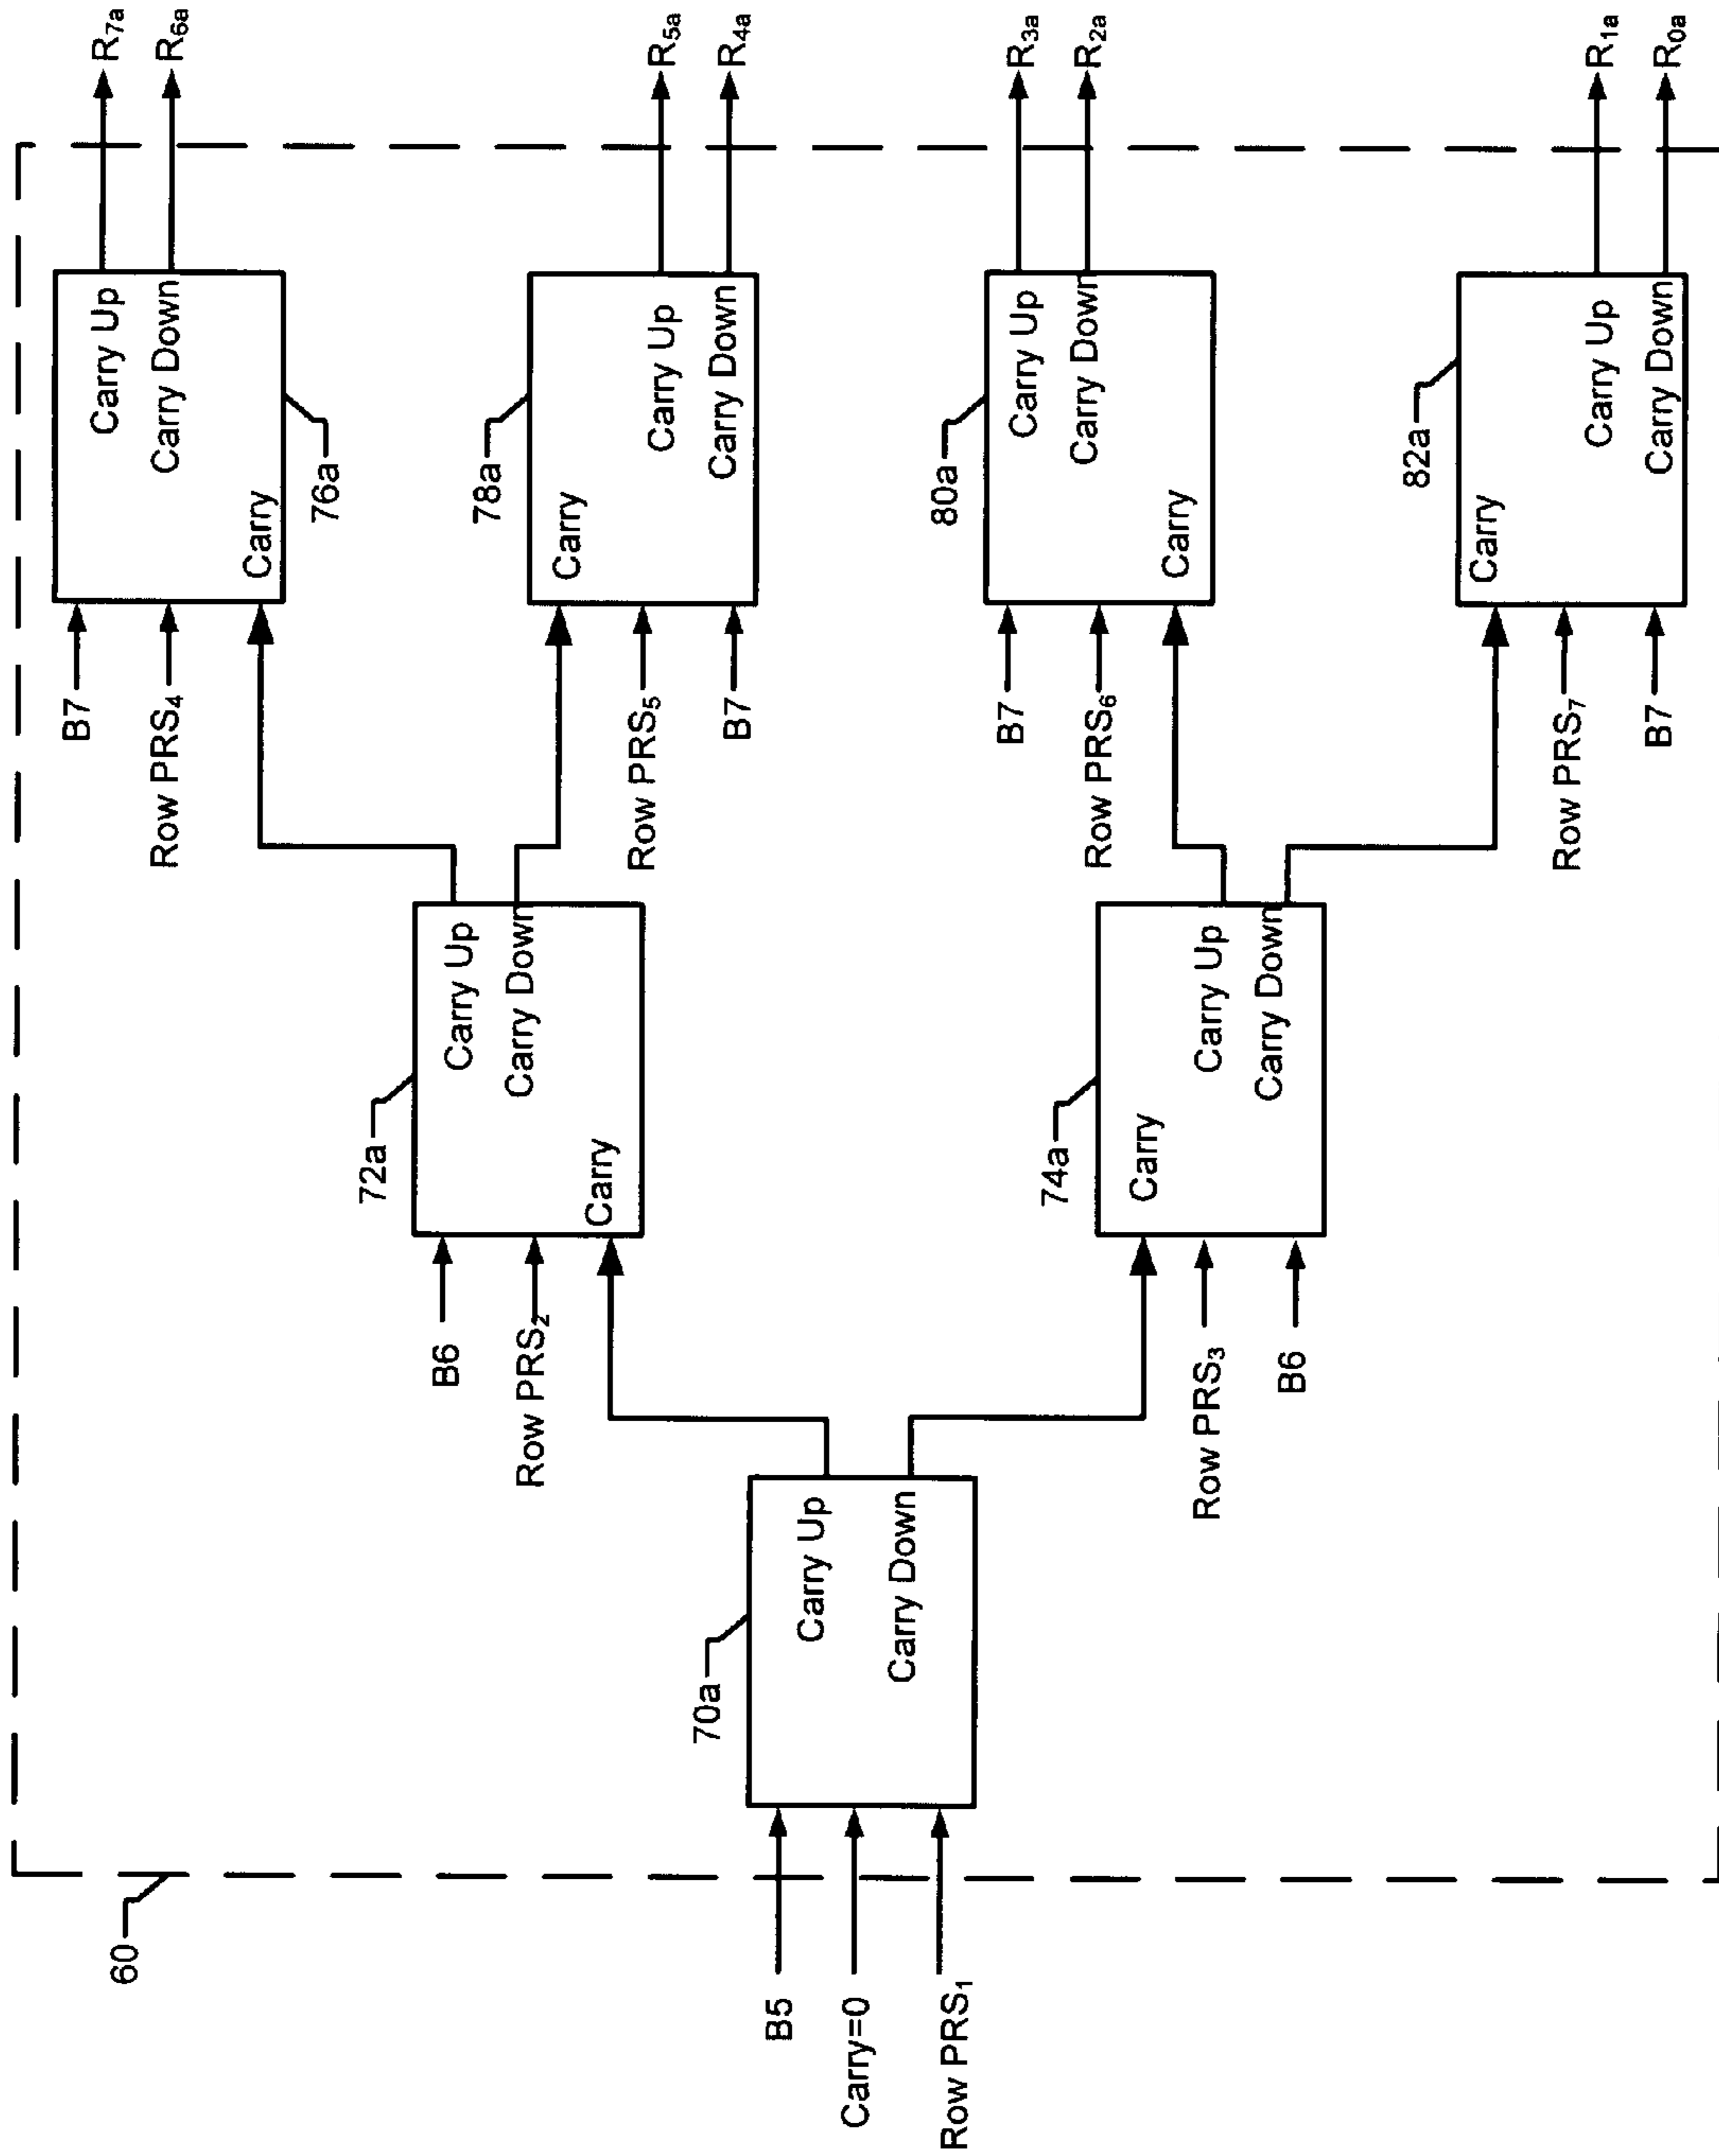 60
B5
Carry=0
Row PRS₁
70a
Carry Up
Carry Down
B6
Row PRS₂
72a
Carry Up
Carry Down
Carry
Row PRS₃
B6
74a
Carry
Carry Up
Carry Down
B7
Row PRS₄
76a
Carry Up
Carry Down
Carry
R₇ₐ
R₆ₐ
Row PRS₅
B7
78a
Carry
Carry Up
Carry Down
R₅ₐ
R₄ₐ
B7
Row PRS₆
80a
Carry Up
Carry Down
Carry
R₃ₐ
R₂ₐ
Row PRS₇
B7
82a
Carry
Carry Up
Carry Down
R₁ₐ
R₀ₐ